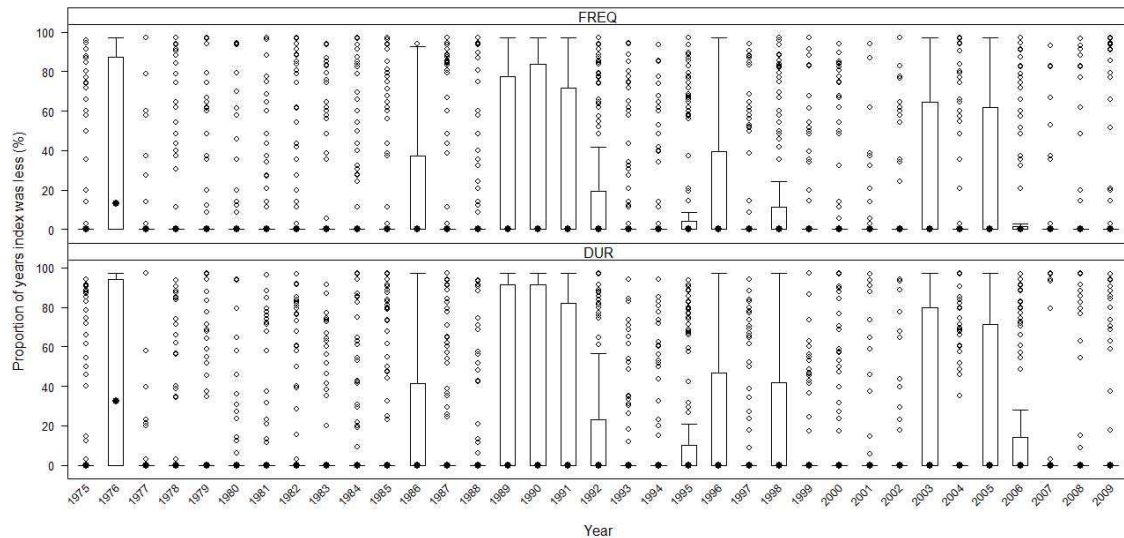 FREQ
100
80
60
40
20
0
DUR
100
80
60
40
20
0
Proportion of years index was less (%)
1975 1976 1977 1978 1979 1980 1981 1982 1983 1984 1985 1986 1987 1988 1989 1990 1991 1992 1993 1994 1995 1996 1997 1998 1999 2000 2001 2002 2003 2004 2005 2006 2007 2008 2009
Year